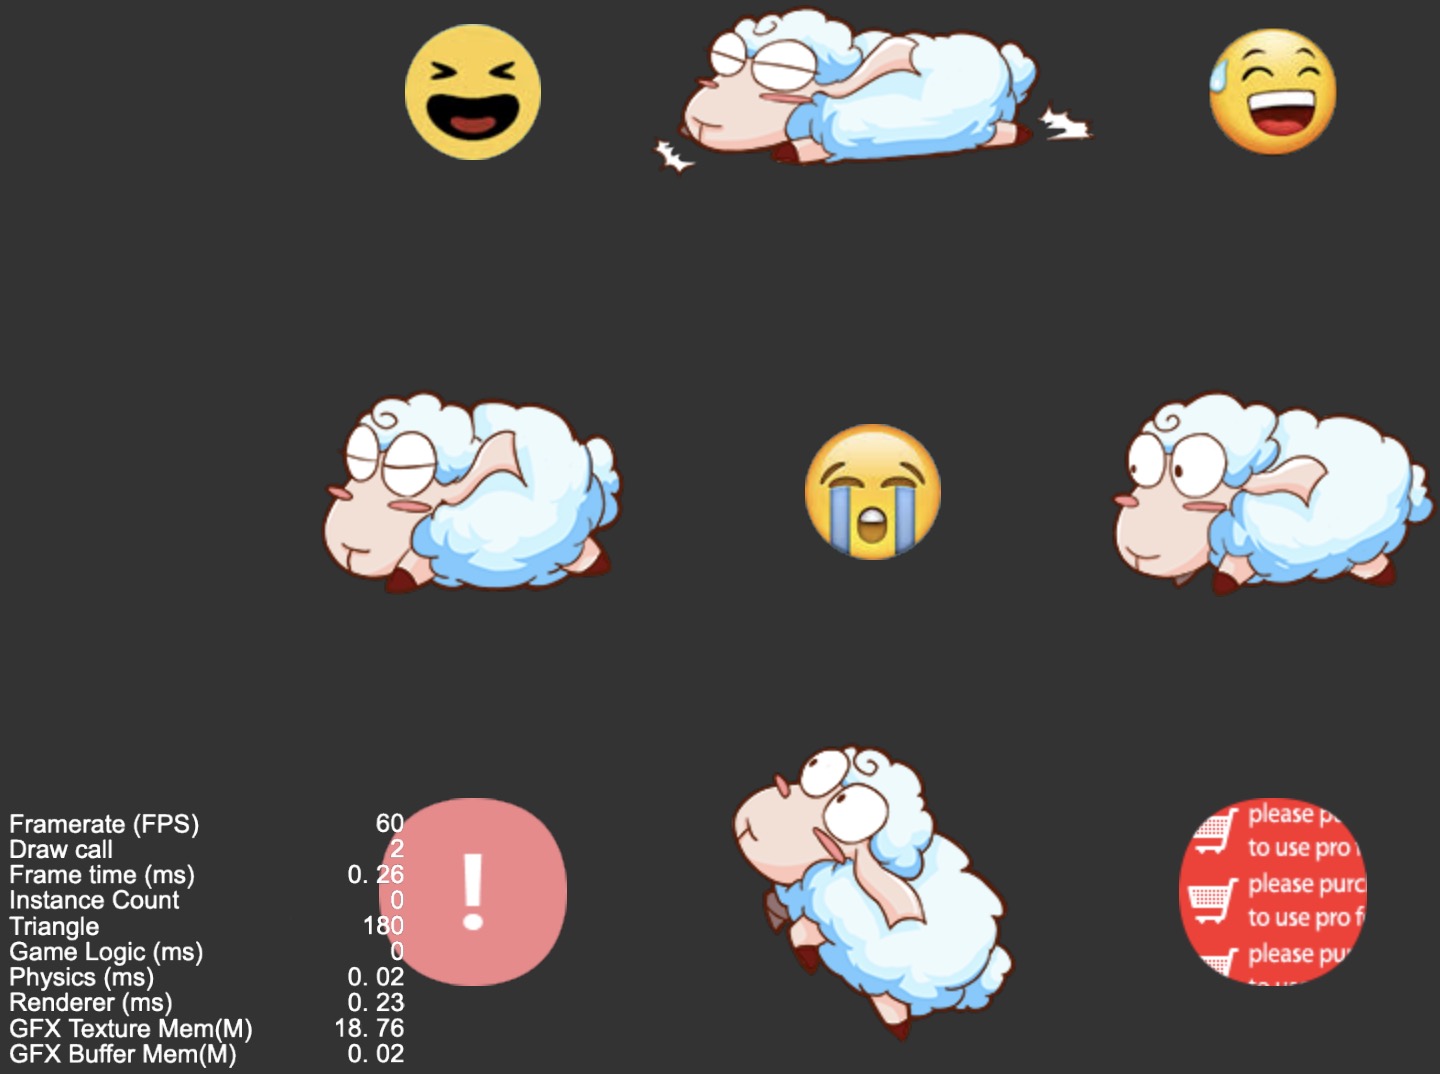 Framerate (FPS) 60
Draw call 2
Frame time (ms) 0. 26
Instance Count 0
Triangle 180
Game Logic (ms) 0
Physics (ms) 0. 02
Renderer (ms) 0. 23
GFX Texture Mem(M) 18. 76
GFX Buffer Mem(M) 0. 02
!
please
to use pro
please purc
to use pro f
please pu